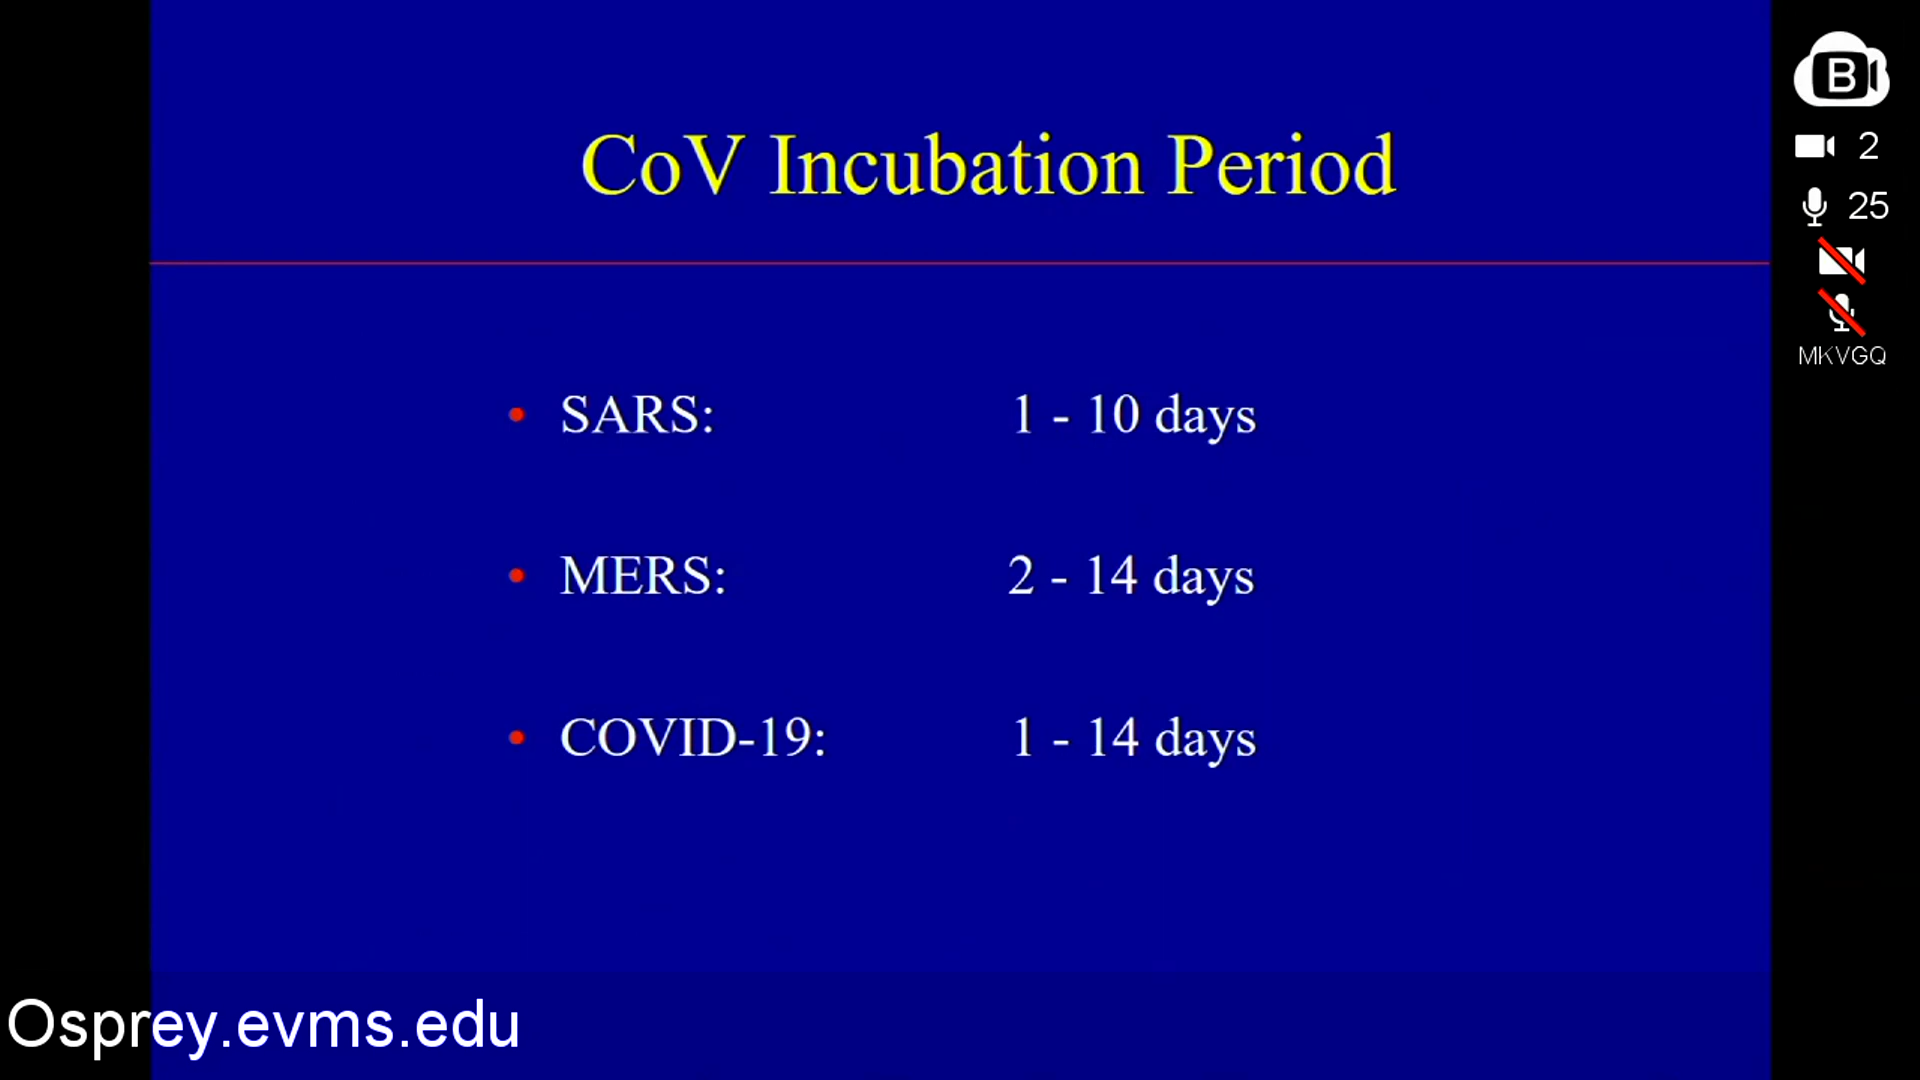 CoV Incubation Period
• SARS: 1 - 10 days
• MERS: 2 - 14 days
• COVID-19: 1 - 14 days
Osprey.evms.edu
B
2
25
MKVGQ